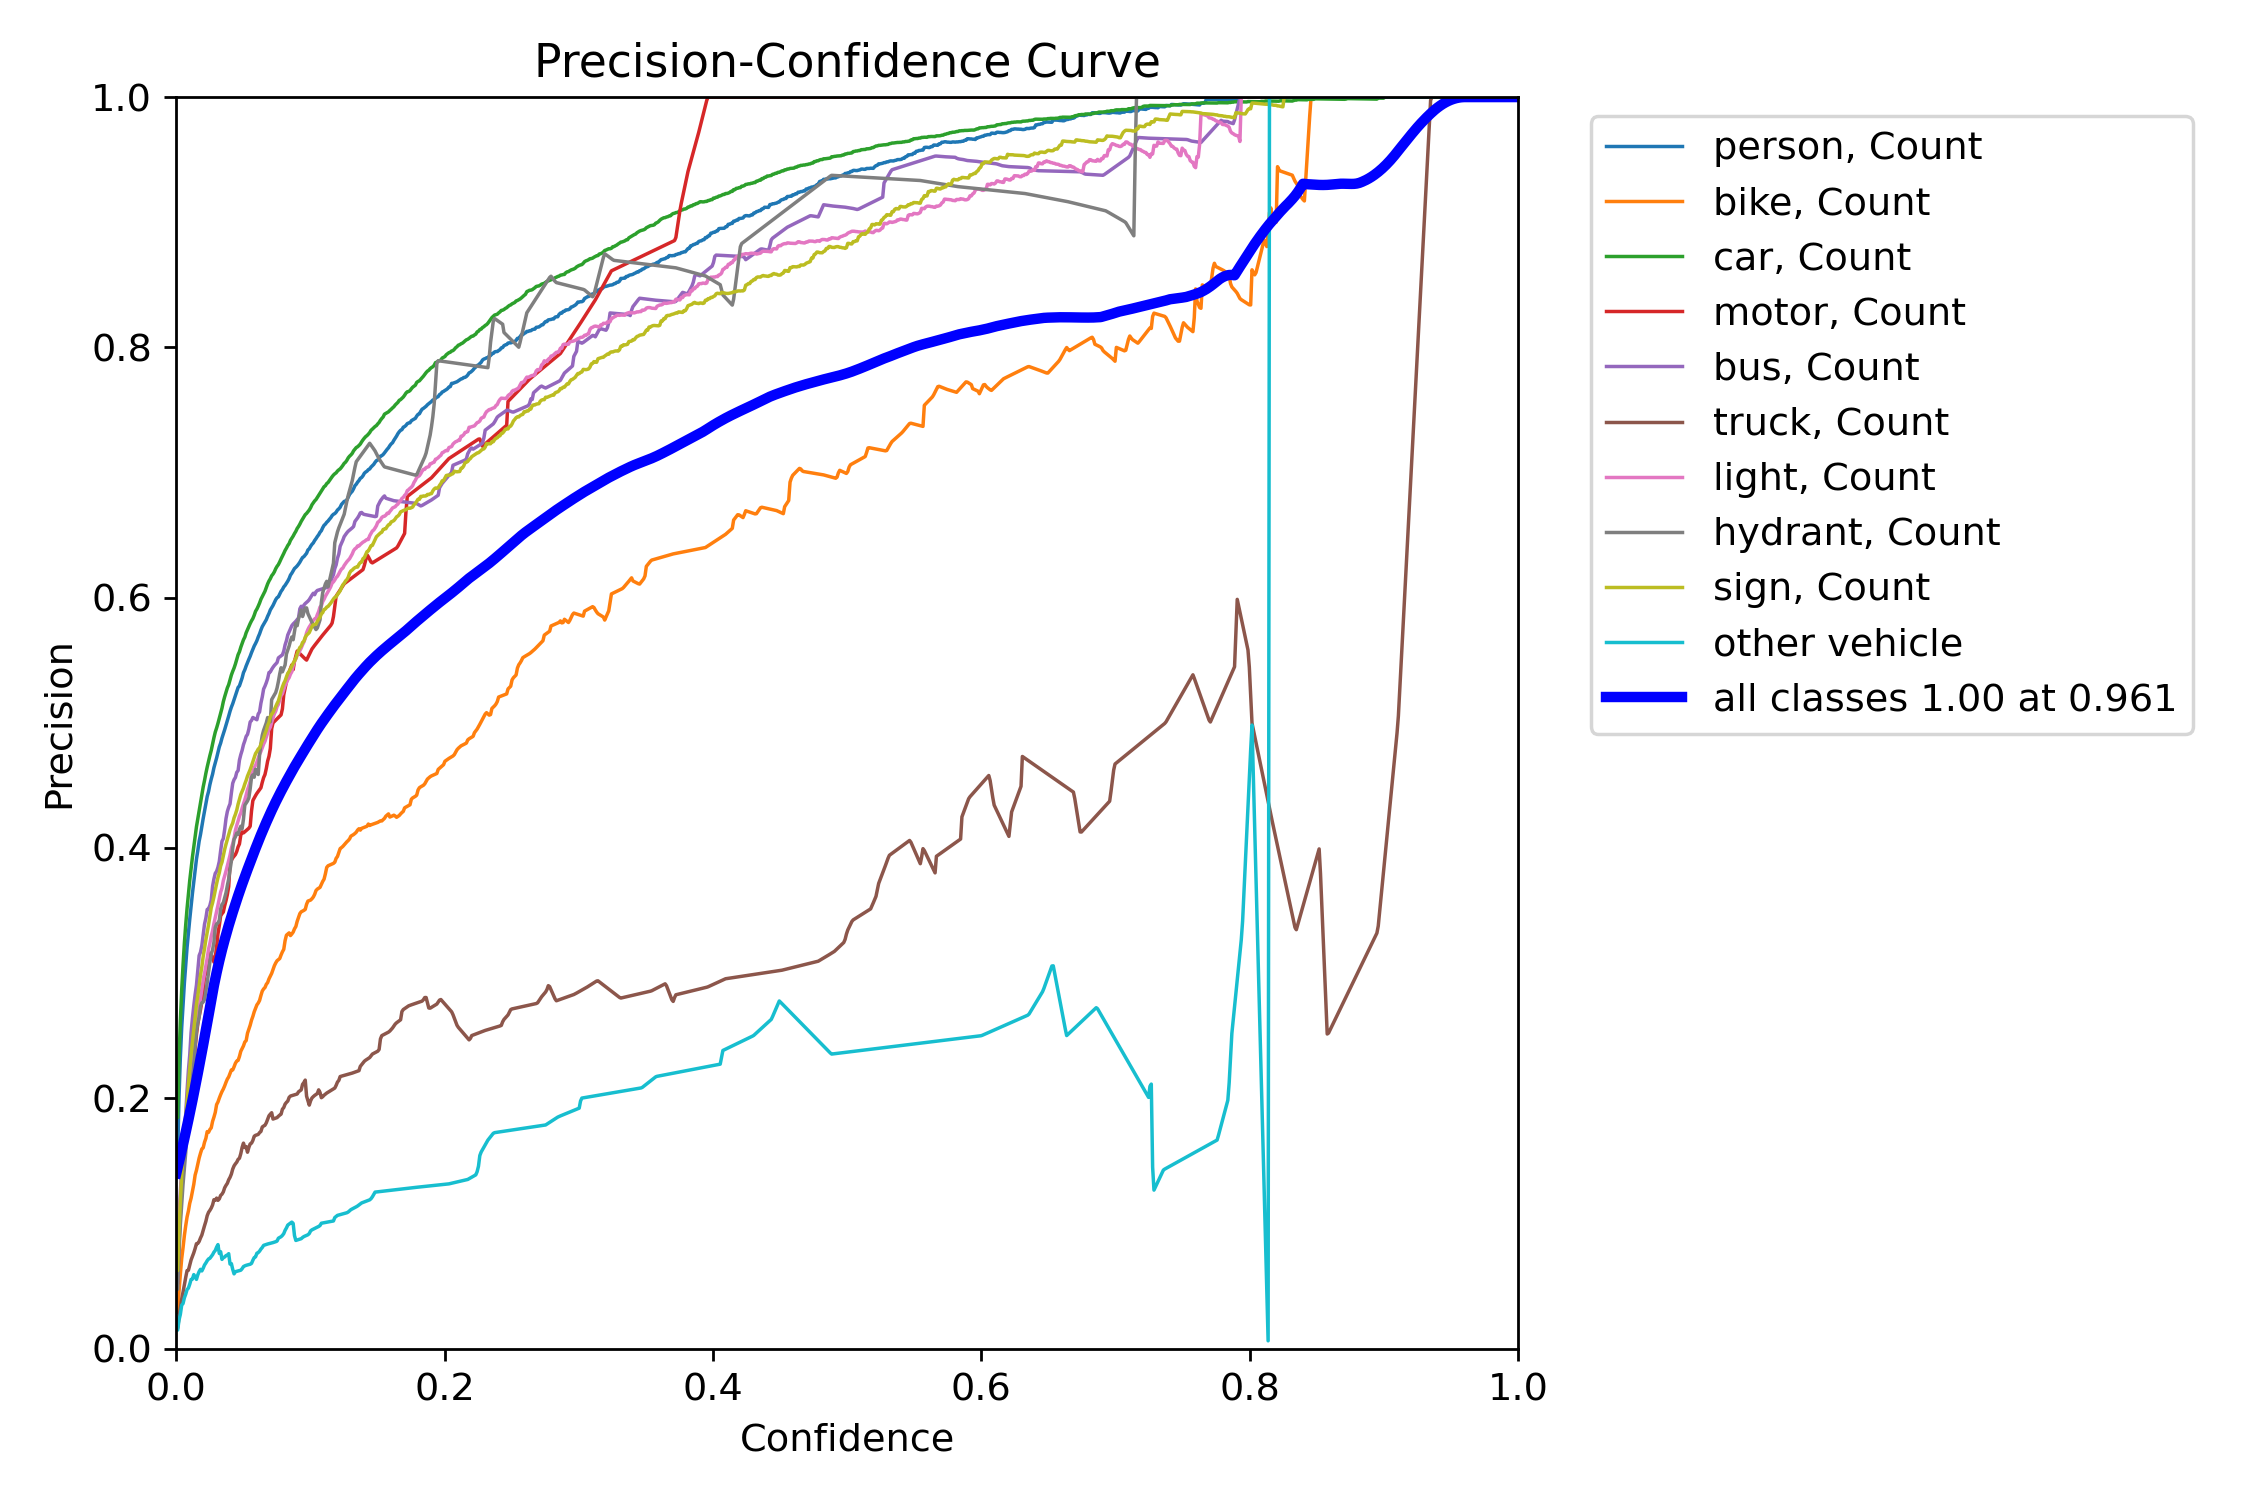 Precision-Confidence Curve
1.0
0.8
0.6
0.4
0.2
0.0
Precision
0.0 0.2 0.4 0.6 0.8 1.0
Confidence
person, Count
bike, Count
car, Count
motor, Count
bus, Count
truck, Count
light, Count
hydrant, Count
sign, Count
other vehicle
all classes 1.00 at 0.961